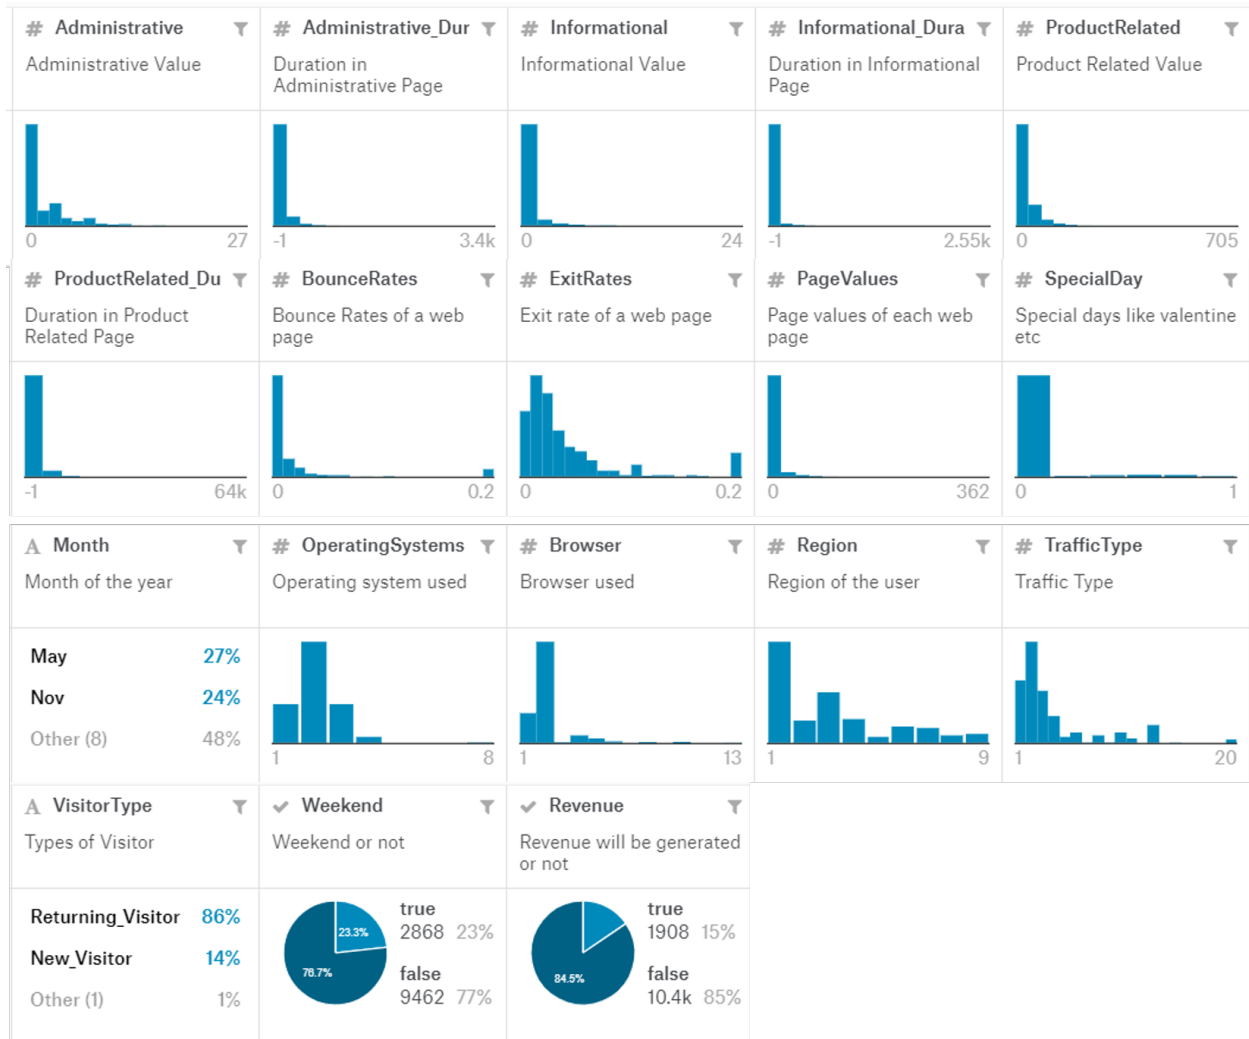 # Administrative
Administrative Value
0 27
# Administrative_Dur
Duration in
Administrative Page
-1 3.4k
# Informational
Informational Value
0 24
# Informational_Dura
Duration in Informational
Page
-1 2.55k
# ProductRelated
Product Related Value
0 705
# ProductRelated_Du
Duration in Product
Related Page
-1 64k
# BounceRates
Bounce Rates of a web
page
0 0.2
# ExitRates
Exit rate of a web page
0 0.2
# PageValues
Page values of each web
page
0 362
# SpecialDay
Special days like valentine
etc
0 1
A Month
Month of the year
May 27%
Nov 24%
Other (8) 48%
# OperatingSystems
Operating system used
1 8
# Browser
Browser used
1 13
# Region
Region of the user
1 9
# TrafficType
Traffic Type
1 20
A VisitorType
Types of Visitor
Returning_Visitor 86%
New_Visitor 14%
Other (1) 1%
Weekend
Weekend or not
23.3%
76.7%
true
2868 23%
false
9462 77%
Revenue
Revenue will be generated
or not
84.5%
true
1908 15%
false
10.4k 85%